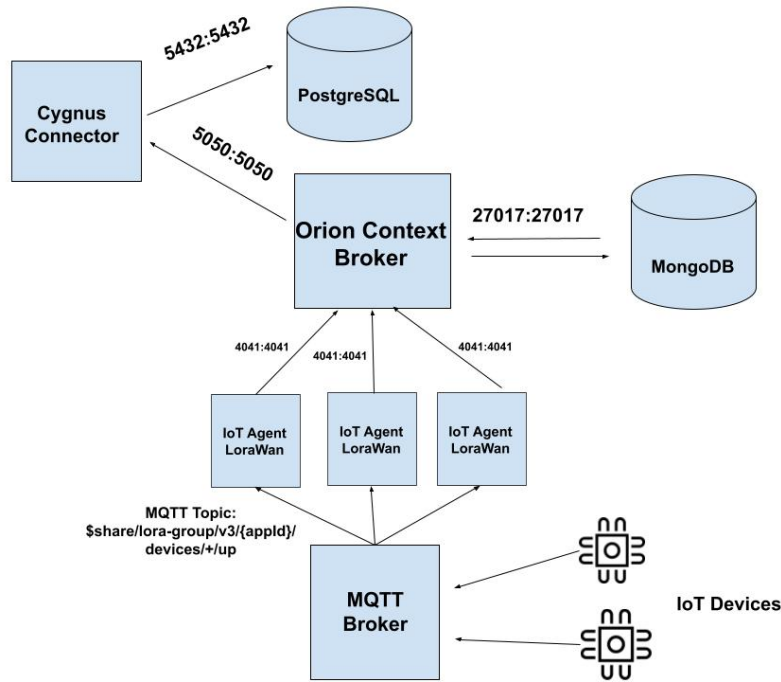 5432:5432
PostgreSQL
Cygnus
Connector
5050:5050
Orion Context
Broker
27017:27017
MongoDB
4041:4041
4041:4041
4041:4041
IoT Agent
LoraWan
IoT Agent
LoraWan
IoT Agent
LoraWan
MQTT Topic:
$share/lora-group/v3/{appId}/
devices/+/up
MQTT
Broker
IoT Devices